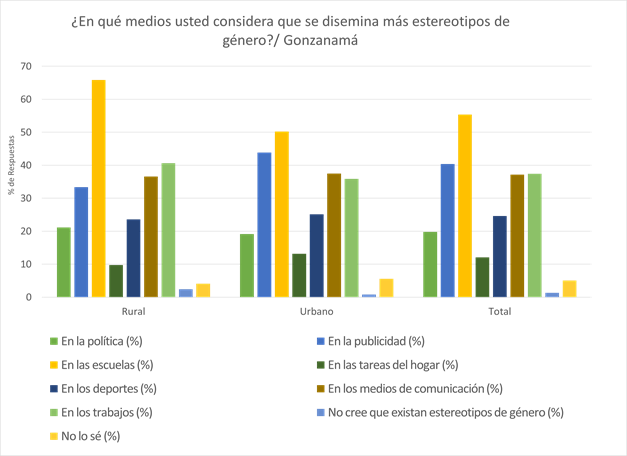 ¿En qué medios usted considera que se disemina más estereotipos de
género?/ Gonzanamá
70
60
50
40
30
20
10
0
% de Respuestas
Rural
Urbano
Total
En la política (%)
En la publicidad (%)
En las escuelas (%)
En las tareas del hogar (%)
En los deportes (%)
En los medios de comunicación (%)
En los trabajos (%)
No cree que existan estereotipos de género (%)
No lo sé (%)